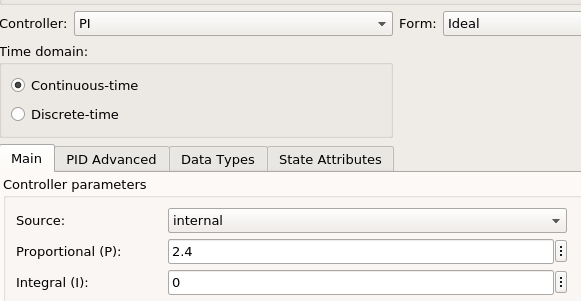 Controller: PI Form: Ideal
Time domain:
Continuous-time
Discrete-time
Main PID Advanced Data Types State Attributes
Controller parameters
Source: internal
Proportional (P): 2.4
Integral (I): 0